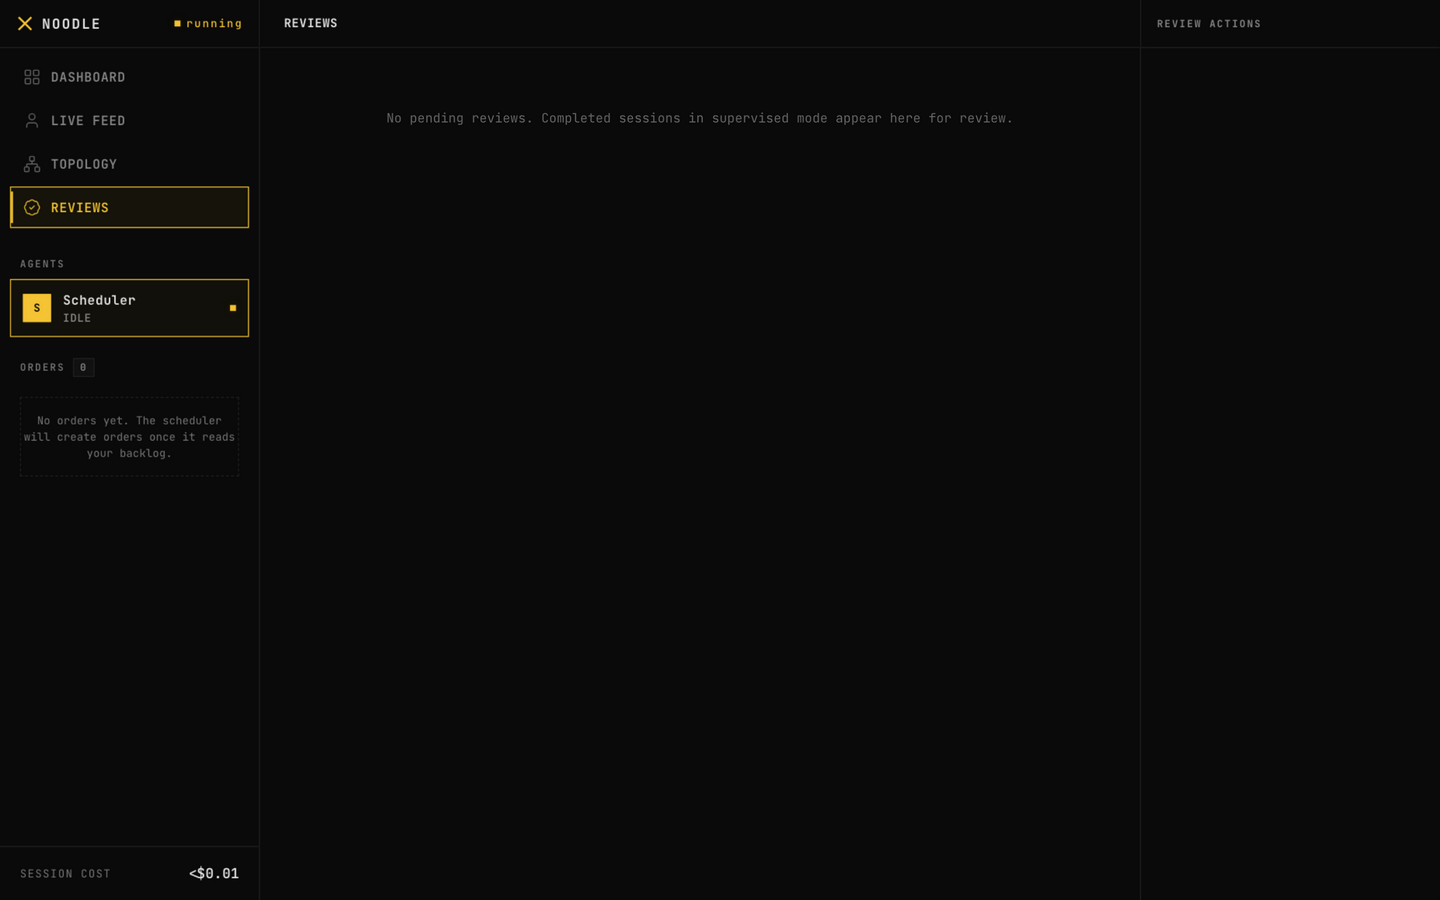 NOODLE
running
DASHBOARD
LIVE FEED
TOPOLOGY
REVIEWS
AGENTS
S
Scheduler
IDLE
ORDERS 0
No orders yet. The scheduler
will create orders once it reads
your backlog.
SESSION COST
<$0.01
REVIEWS
No pending reviews. Completed sessions in supervised mode appear here for review.
REVIEW ACTIONS